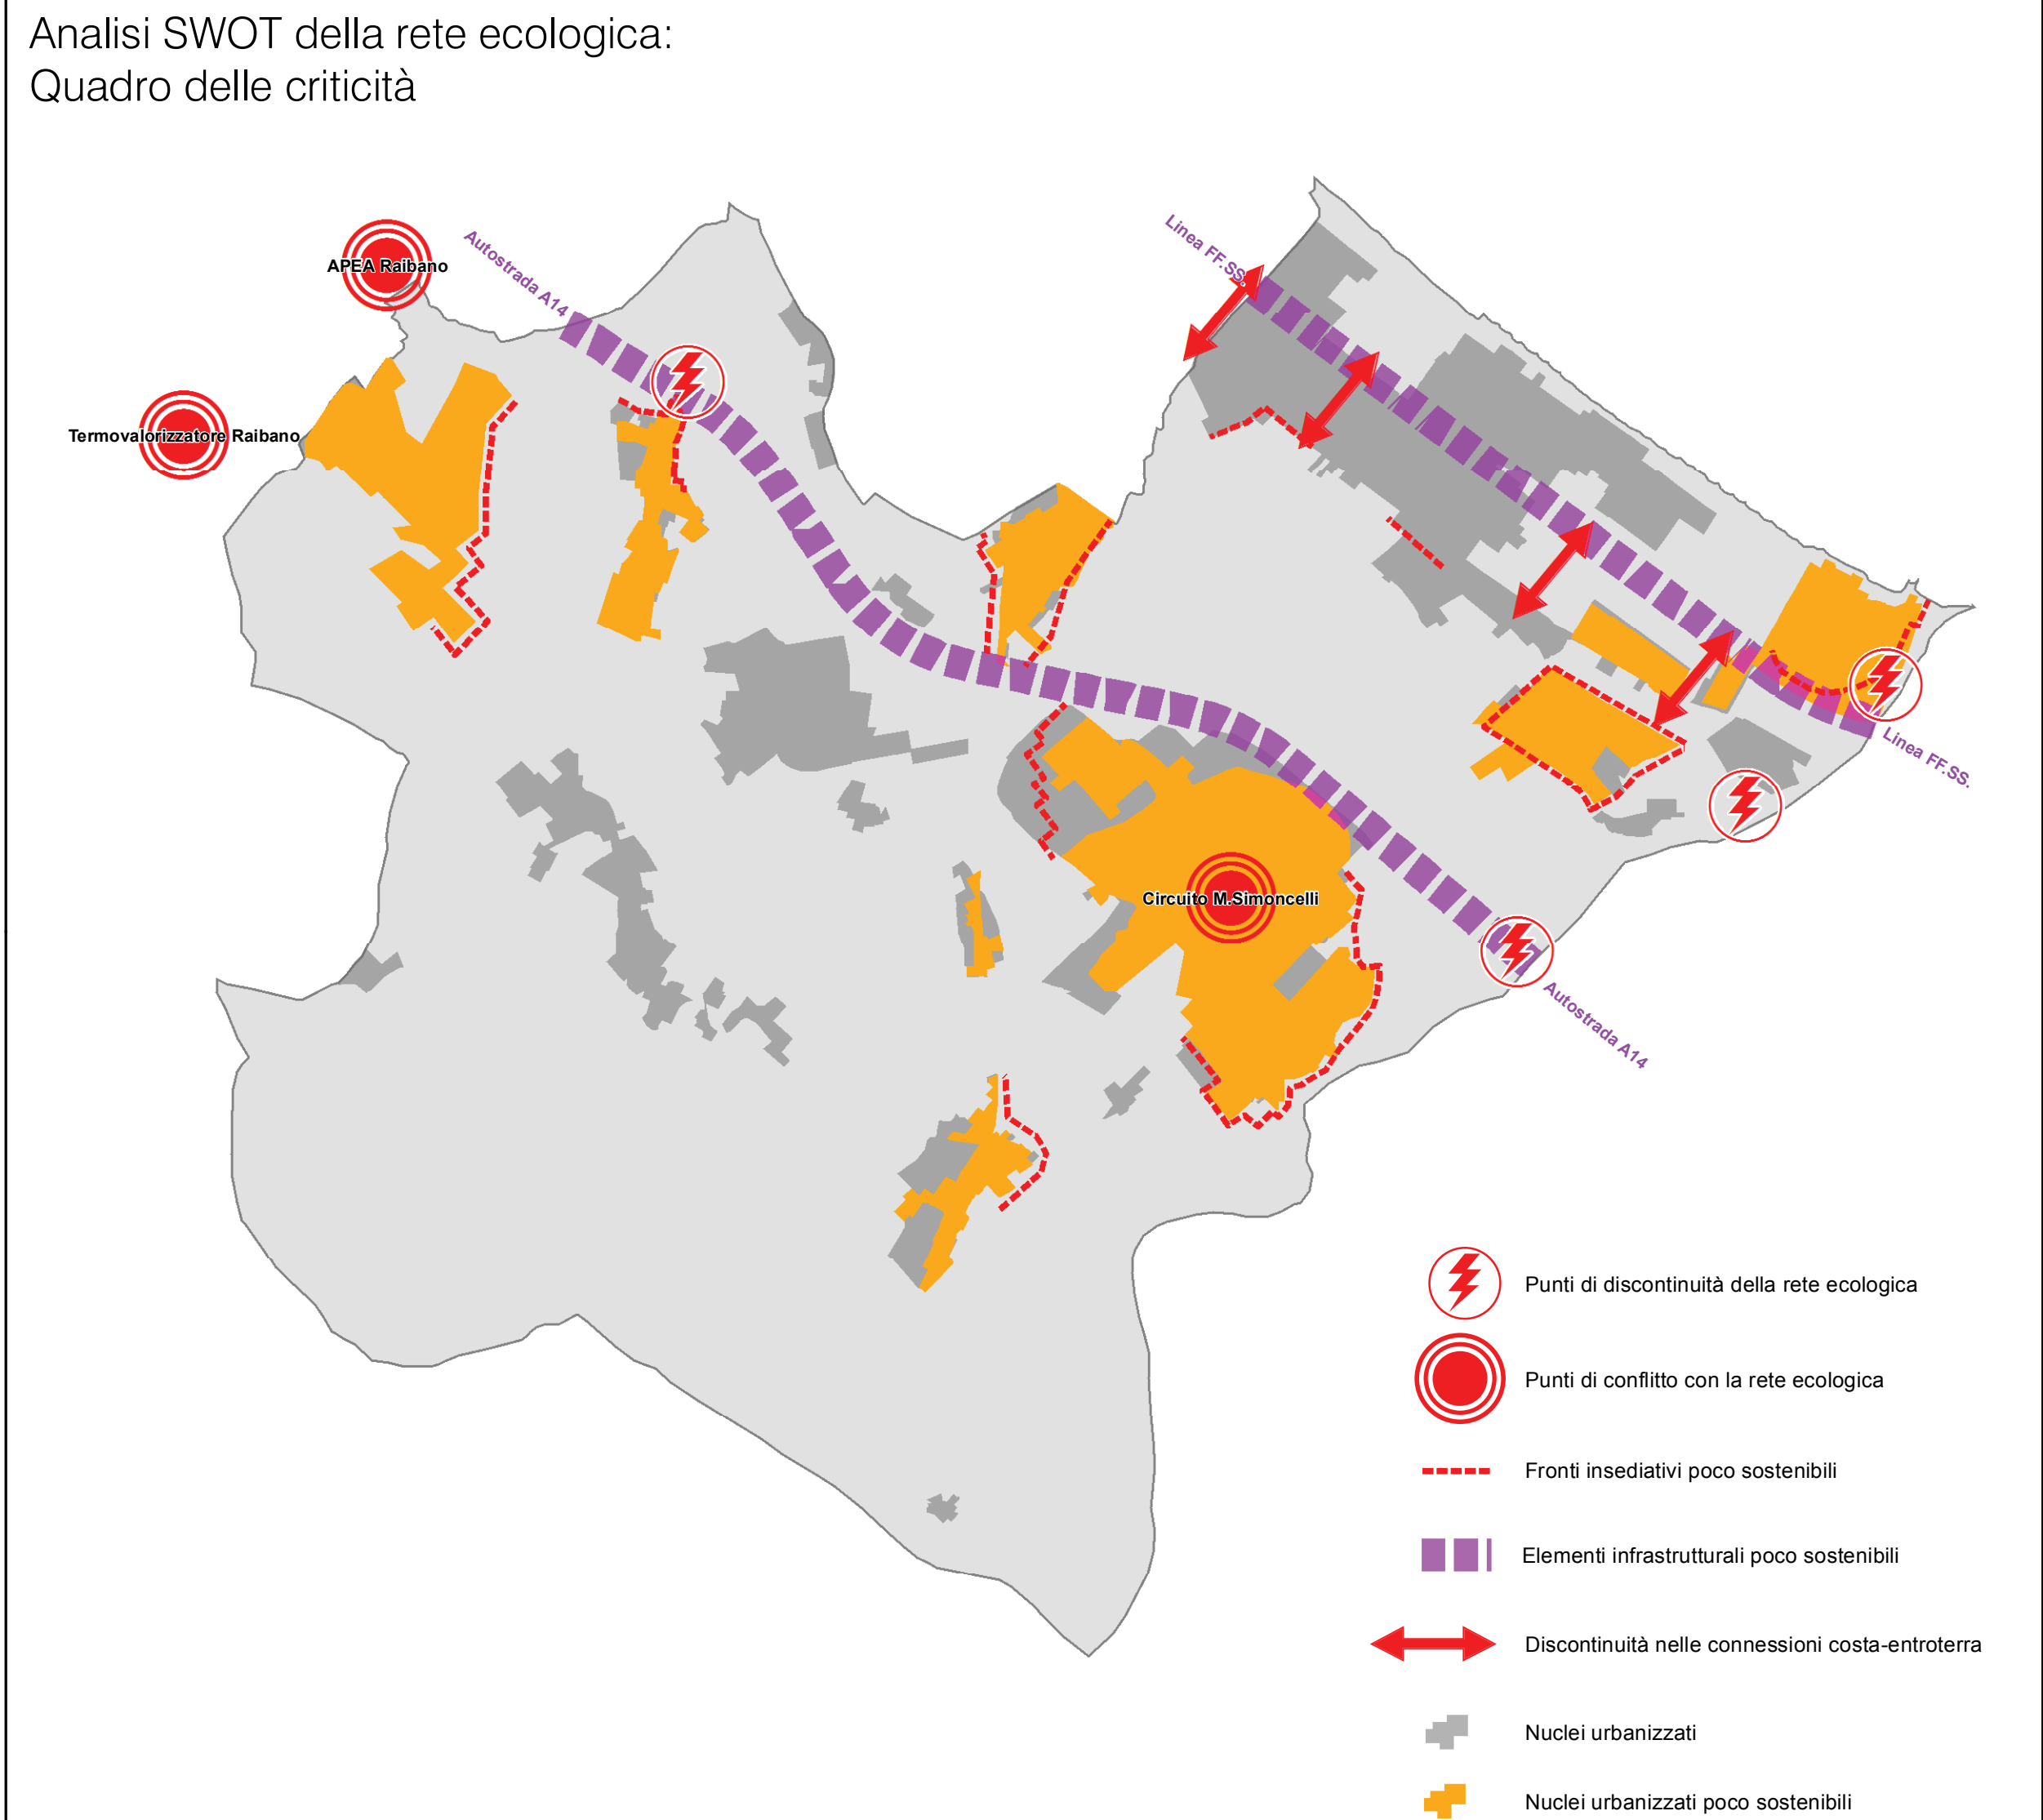 Analisi SWOT della rete ecologica:
Quadro delle criticità
APEA Raibano
Autostrada A14
Linea FF.SS.
Termovalorizzatore Raibano
Linea FF.SS.
Circuito M.Simoncelli
Autostrada A14
Punti di discontinuità della rete ecologica
Punti di conflitto con la rete ecologica
Fronti insediativi poco sostenibili
Elementi infrastrutturali poco sostenibili
Discontinuità nelle connessioni costa-entroterra
Nuclei urbanizzati
Nuclei urbanizzati poco sostenibili